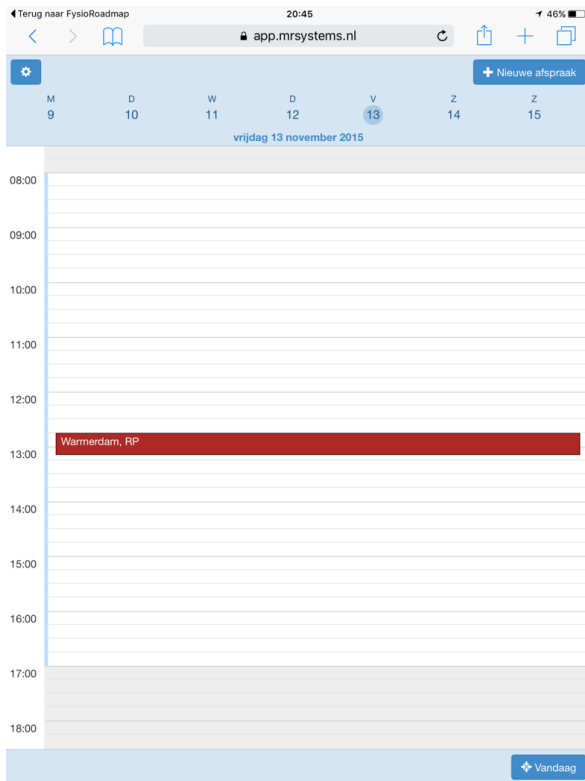 Terug naar FysioRoadmap 20:45 46%
app.mrsystems.nl
Nieuwe afspraak
M D W D V Z Z
9 10 11 12 13 14 15
vrijdag 13 november 2015
08:00
09:00
10:00
11:00
12:00
Warmerdam, RP
13:00
14:00
15:00
16:00
17:00
18:00
Vandaag